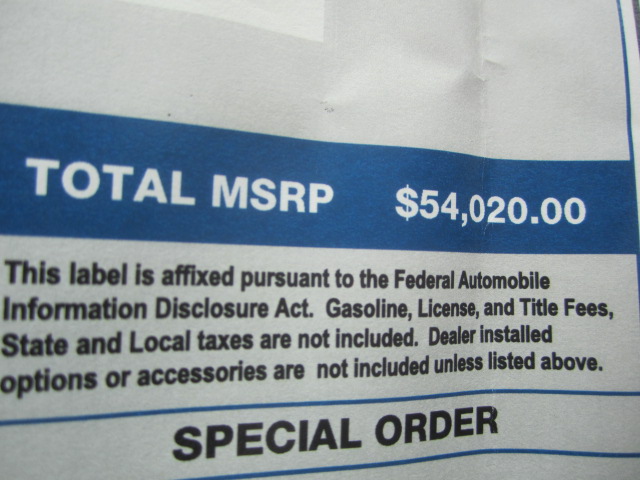 TOTAL MSRP $54,020.00
This label is affixed pursuant to the Federal Automobile
Information Disclosure Act. Gasoline, License, and Title Fees,
State and Local taxes are not included. Dealer installed
options or accessories are not included unless listed above.
SPECIAL ORDER